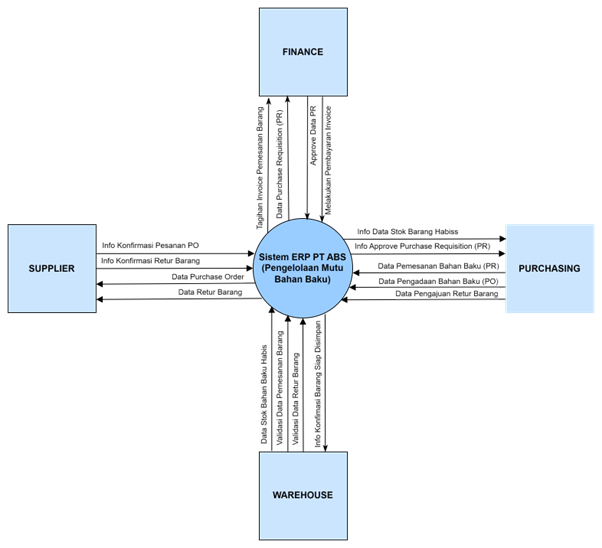 FINANCE
Tagihan Invoice Pemesanan Barang
Data Purchase Requisition (PR)
Approve Data PR
Melakukan Pembayaran Invoice
SUPPLIER
Info Konfirmasi Pesanan PO
Info Konfirmasi Retur Barang
Data Purchase Order
Data Retur Barang
Sistem ERP PT ABS
(Pengelolaan Mutu
Bahan Baku)
Info Data Stok Barang Habiss
Info Approve Purchase Requisition (PR)
Data Pemesanan Bahan Baku (PR)
Data Pengadaan Bahan Baku (PO)
Data Pengajuan Retur Barang
PURCHASING
Data Stok Bahan Baku Habis
Validasi Data Pemesanan Barang
Validasi Data Retur Barang
Info Konfimasi Barang Siap Disimpan
WAREHOUSE